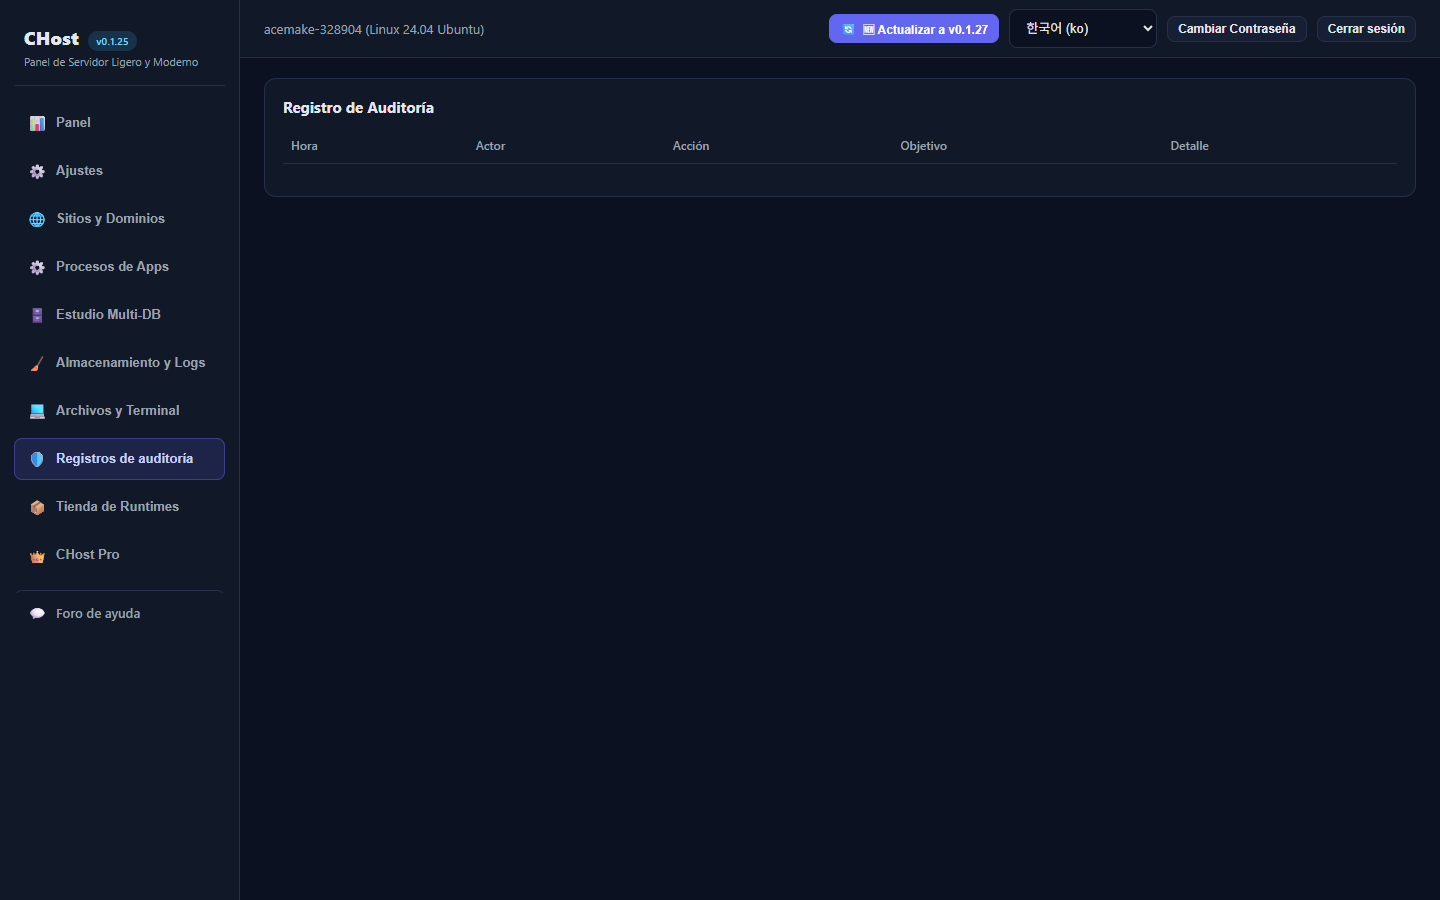 CHost v0.1.25
Panel de Servidor Ligero y Moderno
Panel
Ajustes
Sitios y Dominios
Procesos de Apps
Estudio Multi-DB
Almacenamiento y Logs
Archivos y Terminal
Registros de auditoría
Tienda de Runtimes
CHost Pro
Foro de ayuda
acemake-328904 (Linux 24.04 Ubuntu)
🔄 🆕 Actualizar a v0.1.27
한국어 (ko)
Cambiar Contraseña
Cerrar sesión
Registro de Auditoría
Hora Actor Acción Objetivo Detalle